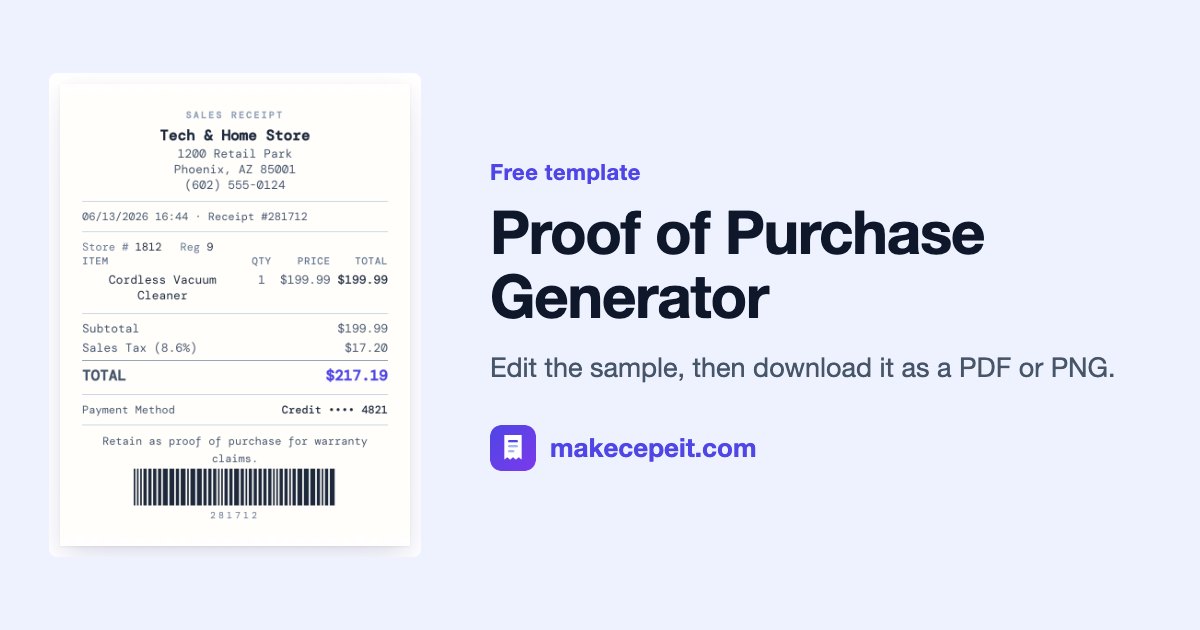 SALES RECEIPT
Tech & Home Store
1200 Retail Park
Phoenix, AZ 85001
(602) 555-0124
06/13/2026 16:44 · Receipt #281712
Store # 1812 Reg 9
ITEM QTY PRICE TOTAL
Cordless Vacuum 1 $199.99 $199.99
Cleaner
Subtotal $199.99
Sales Tax (8.6%) $17.20
TOTAL $217.19
Payment Method Credit •••• 4821
Retain as proof of purchase for warranty
claims.
281712
Free template
Proof of Purchase
Generator
Edit the sample, then download it as a PDF or PNG.
makecepeit.com